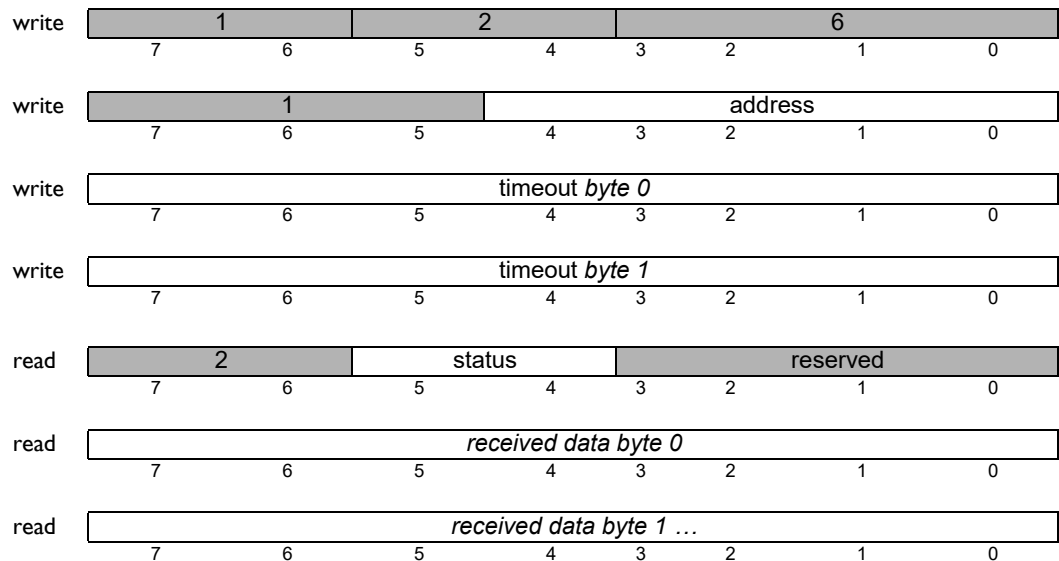 write 1 2 6
7 6 5 4 3 2 1 0
write 1 address
7 6 5 4 3 2 1 0
write timeout byte 0
7 6 5 4 3 2 1 0
write timeout byte 1
7 6 5 4 3 2 1 0
read 2 status reserved
7 6 5 4 3 2 1 0
read received data byte 0
7 6 5 4 3 2 1 0
read received data byte 1 …
7 6 5 4 3 2 1 0